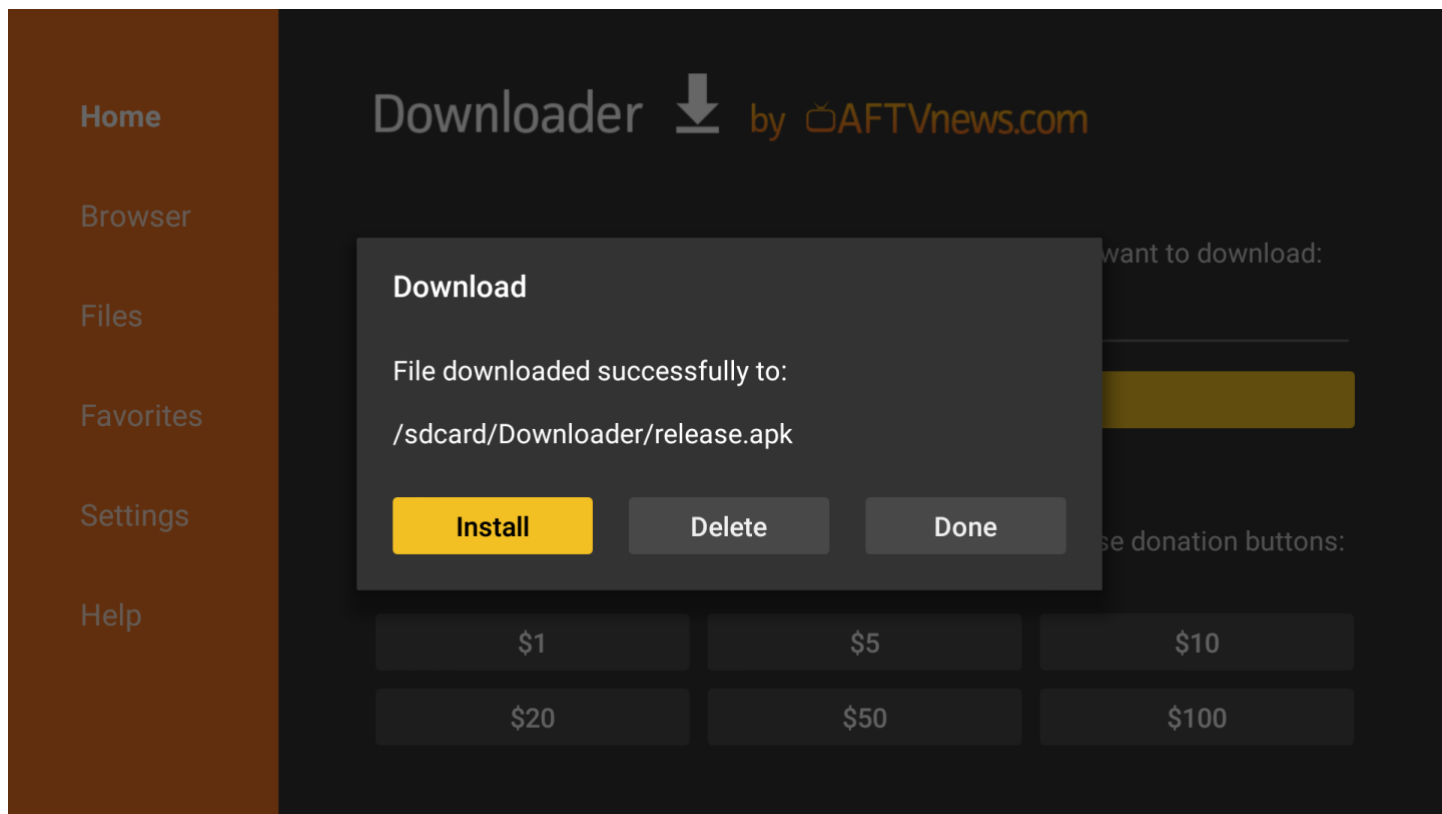 Home
Downloader by AFTVnews.com
Browser
want to download:
Download
Files
File downloaded successfully to:
Favorites
/sdcard/Downloader/release.apk
Settings
Install Delete Done
se donation buttons:
Help
$1 $5 $10
$20 $50 $100